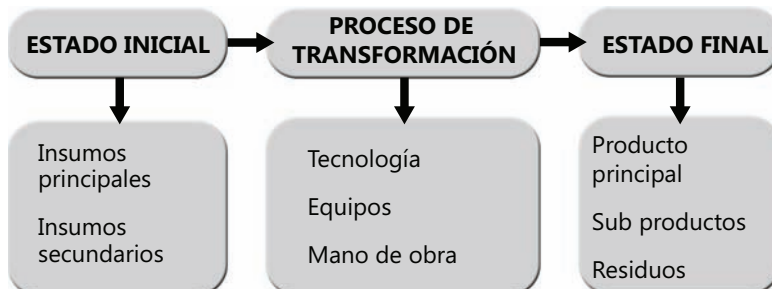 ESTADO INICIAL
PROCESO DE
TRANSFORMACIÓN
ESTADO FINAL
Insumos
principales
Insumos
secundarios
Tecnología
Equipos
Mano de obra
Producto
principal
Sub productos
Residuos